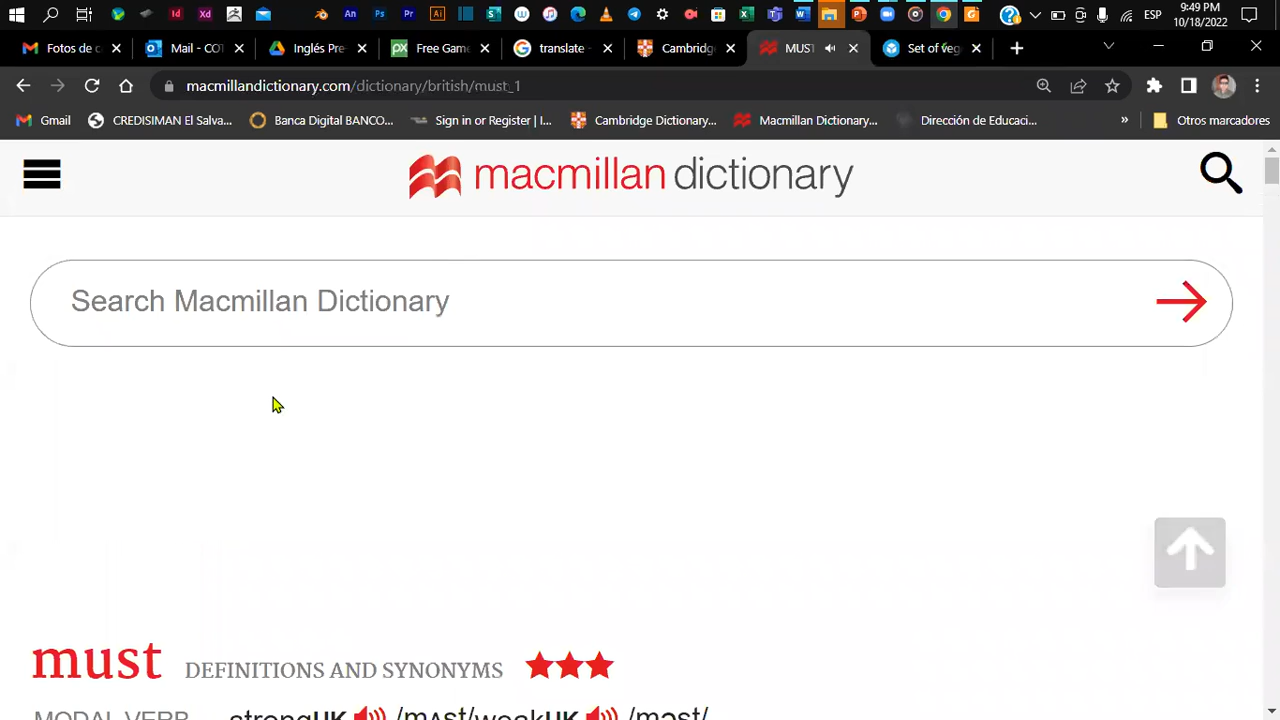 9:49 PM
ESP
10/18/2022
Fotos de c
Mail - COT
Inglés Pre-
Free Game
translate -
Cambridg
MUST
Set of veg
macmillandictionary.com/dictionary/british/must_1
Gmail
CREDISIMAN El Salva...
Banca Digital BANCO...
Sign in or Register | I...
Cambridge Dictionary...
Macmillan Dictionary...
Dirección de Educaci...
»
Otros marcadores
macmillan dictionary
Search Macmillan Dictionary
must DEFINITIONS AND SYNONYMS
MODAL VERB strongUK /mʌst/weakUK /məst/